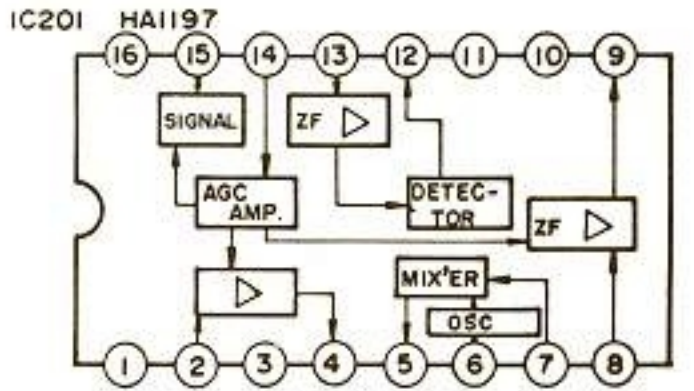 IC201 HA1197
16 15 14 13 12 11 10 9
SIGNAL
ZF
AGC
AMP.
DETEC-
TOR
ZF
MIX'ER
OSC
1 2 3 4 5 6 7 8